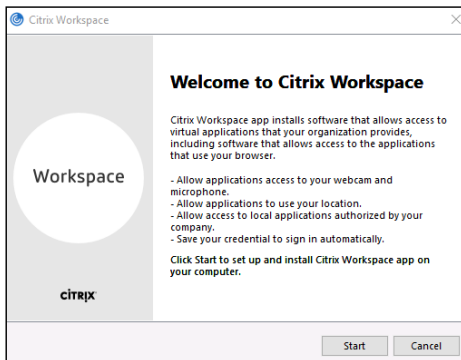 Citrix Workspace
Welcome to Citrix Workspace
Citrix Workspace app installs software that allows access to
virtual applications that your organization provides,
including software that allows access to the applications
that use your browser.
- Allow applications access to your webcam and
microphone.
- Allow applications to use your location.
- Allow access to local applications authorized by your
company.
- Save your credential to sign in automatically.
Click Start to set up and install Citrix Workspace app on
your computer.
Workspace
CITRIX
Start
Cancel